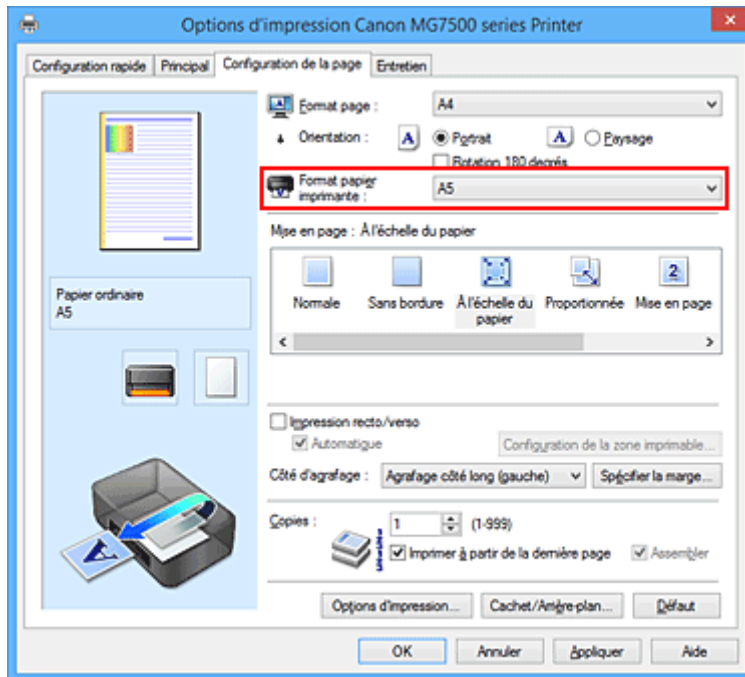 Options d'impression Canon MG7500 series Printer
Configuration rapide Principal Configuration de la page Entretien
Format page : A4
Orientation : A Portrait A Paysage
Rotation 180 degrés
Format papier
imprimante : A5
Mise en page : À l'échelle du papier
2
Normale Sans bordure À l'échelle du papier Proportionnée Mise en page
Papier ordinaire
A5
Impression recto/verso
Automatique Configuration de la zone imprimable...
Côté d'agrafage : Agrafage côté long (gauche) Spécifier la marge...
Copies : 1 (1-999)
Imprimer à partir de la dernière page Assembler
A
Options d'impression... Cachet/Arrière-plan... Défaut
OK Annuler Appliquer Aide